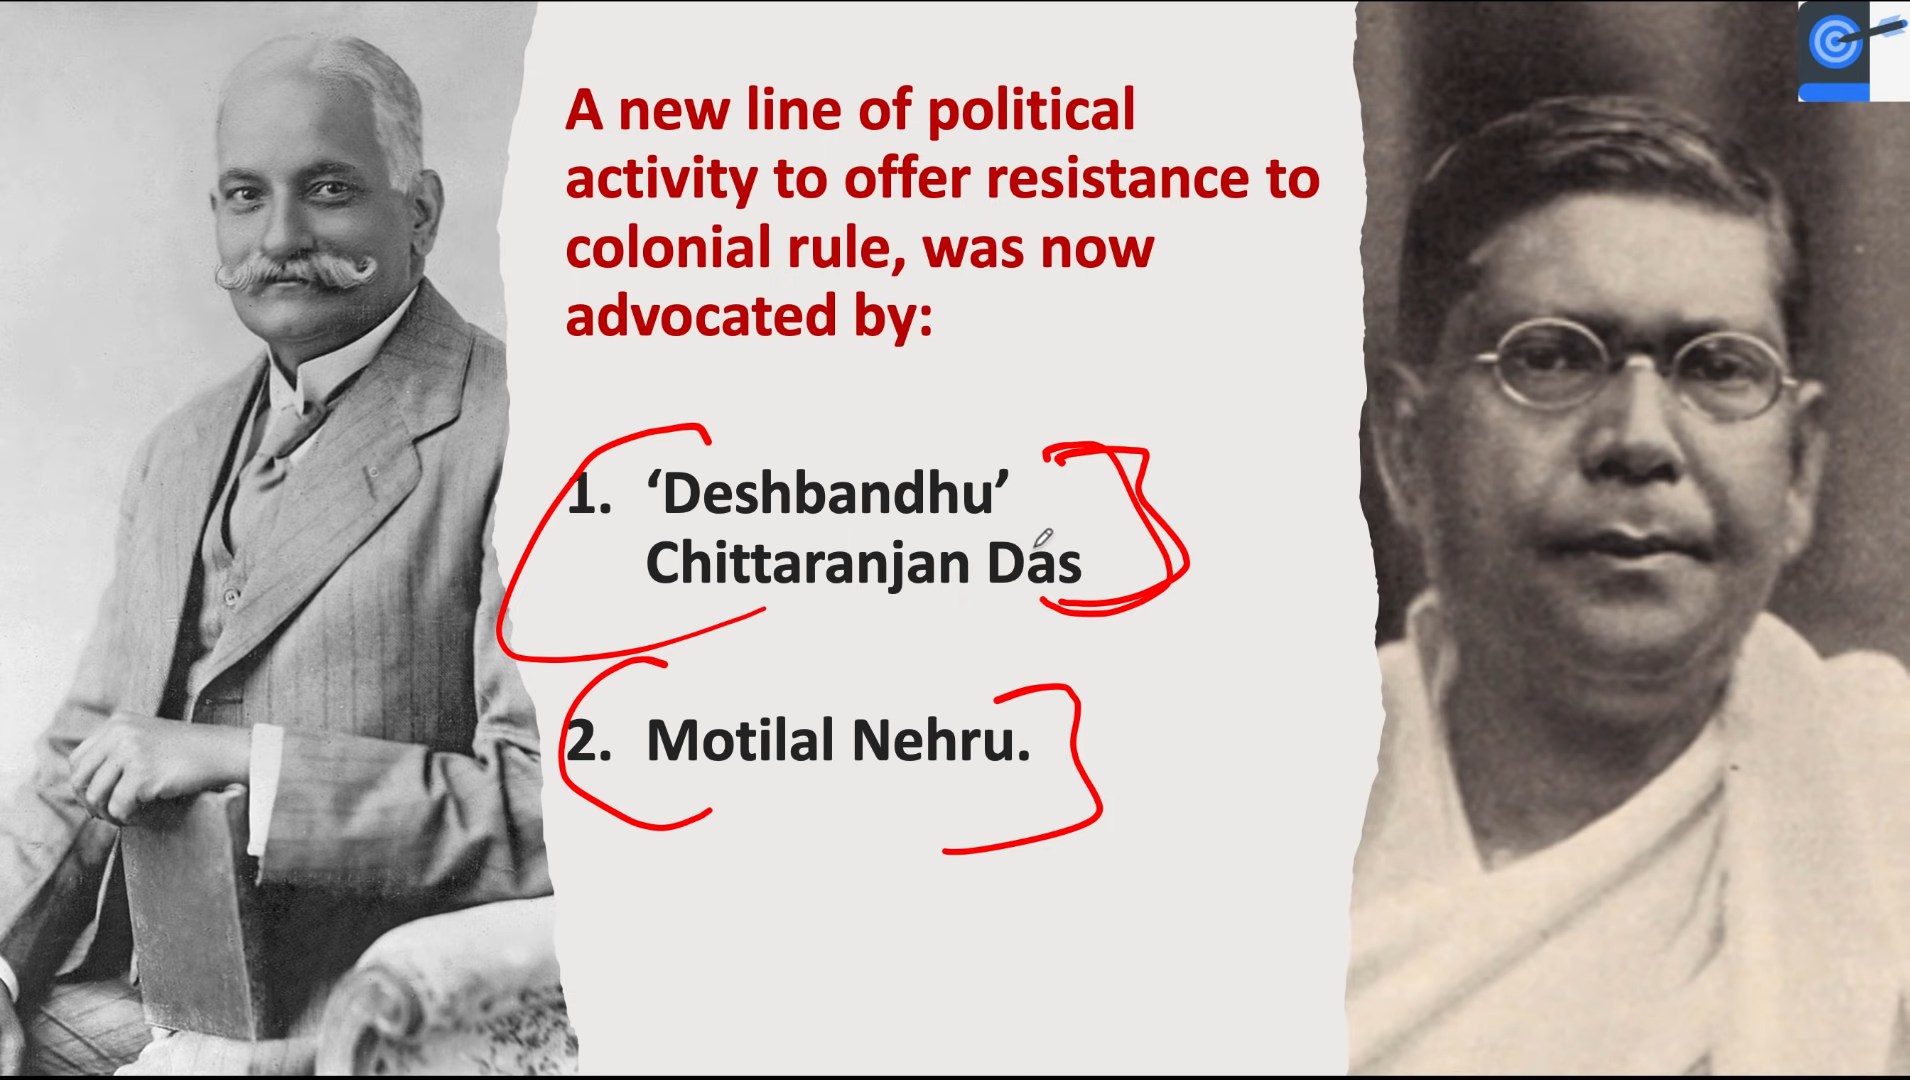 A new line of political
activity to offer resistance to
colonial rule, was now
advocated by:
1. ‘Deshbandhu’
Chittaranjan Das
2. Motilal Nehru.